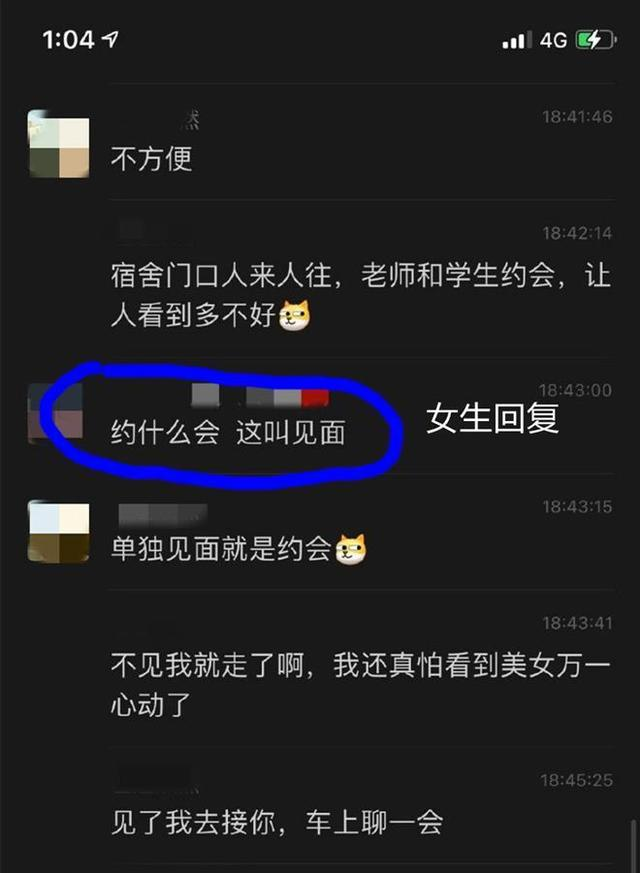 1:04
4G
然
18:41:46
不方便
18:42:14
宿舍门口人来人往，老师和学生约会，让
人看到多不好
18:43:00
约什么会 这叫见面
女生回复
18:43:15
单独见面就是约会
18:43:41
不见我就走了啊，我还真怕看到美女万一
心动了
18:45:25
见了我去接你，车上聊一会